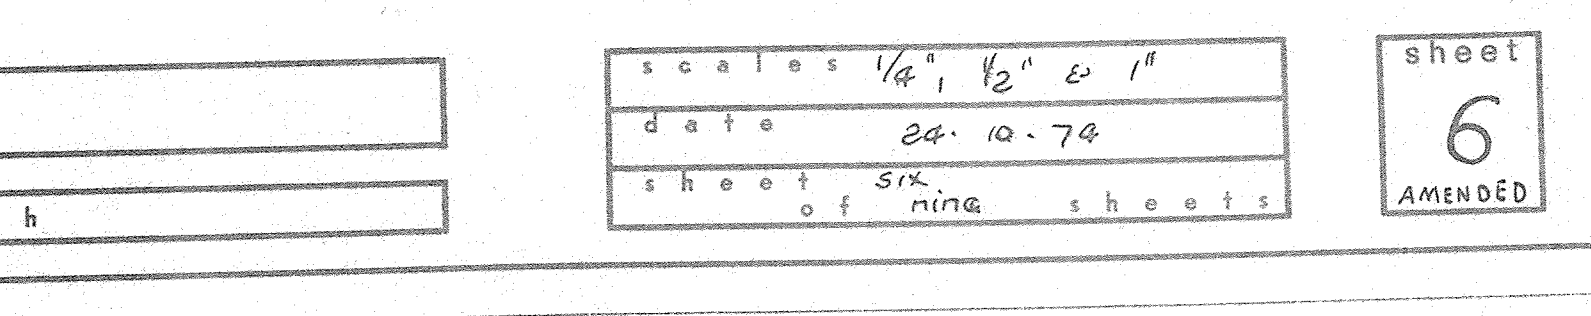 scales 1/4", 1/2" & 1"
date 24.10.74
sheet six
of nine sheets
sheet
6
AMENDED
h